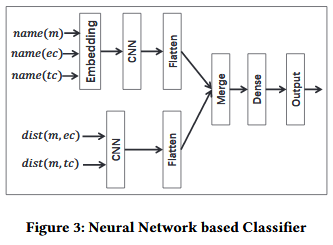 name(m)
name(ec)
name(tc)
Embedding
CNN
Flatten
dist(m, ec)
dist(m, tc)
CNN
Flatten
Merge
Dense
Output
Figure 3: Neural Network based Classifier